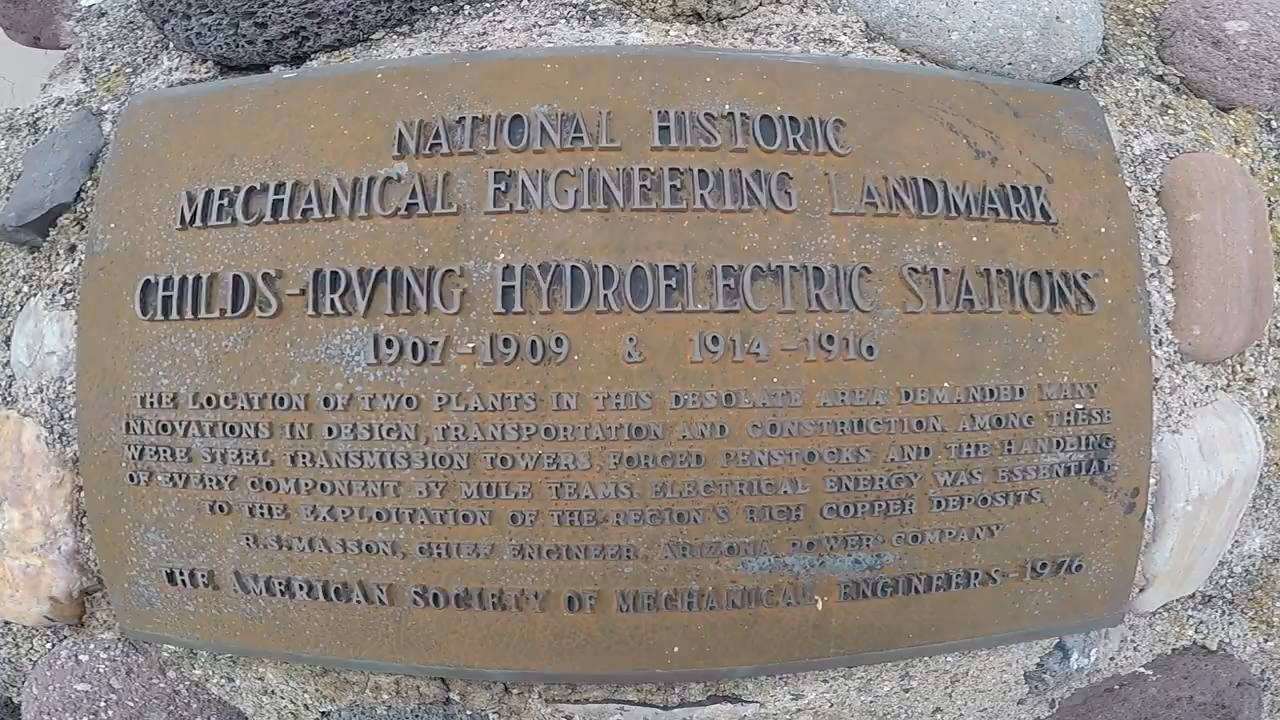 NATIONAL HISTORIC
MECHANICAL ENGINEERING LANDMARK
CHILDS-IRVING HYDROELECTRIC STATIONS
1907-1909 & 1914-1916
THE LOCATION OF TWO PLANTS IN THIS DESOLATE AREA DEMANDED MANY
INNOVATIONS IN DESIGN, TRANSPORTATION AND CONSTRUCTION. AMONG THESE
WERE STEEL TRANSMISSION TOWERS, FORGED PENSTOCKS AND THE HANDLING
OF EVERY COMPONENT BY MULE TEAMS. ELECTRICAL ENERGY WAS ESSENTIAL
TO THE EXPLOITATION OF THE REGION'S RICH COPPER DEPOSITS.
R.S. MASSON, CHIEF ENGINEER, ARIZONA POWER COMPANY
THE AMERICAN SOCIETY OF MECHANICAL ENGINEERS-1976